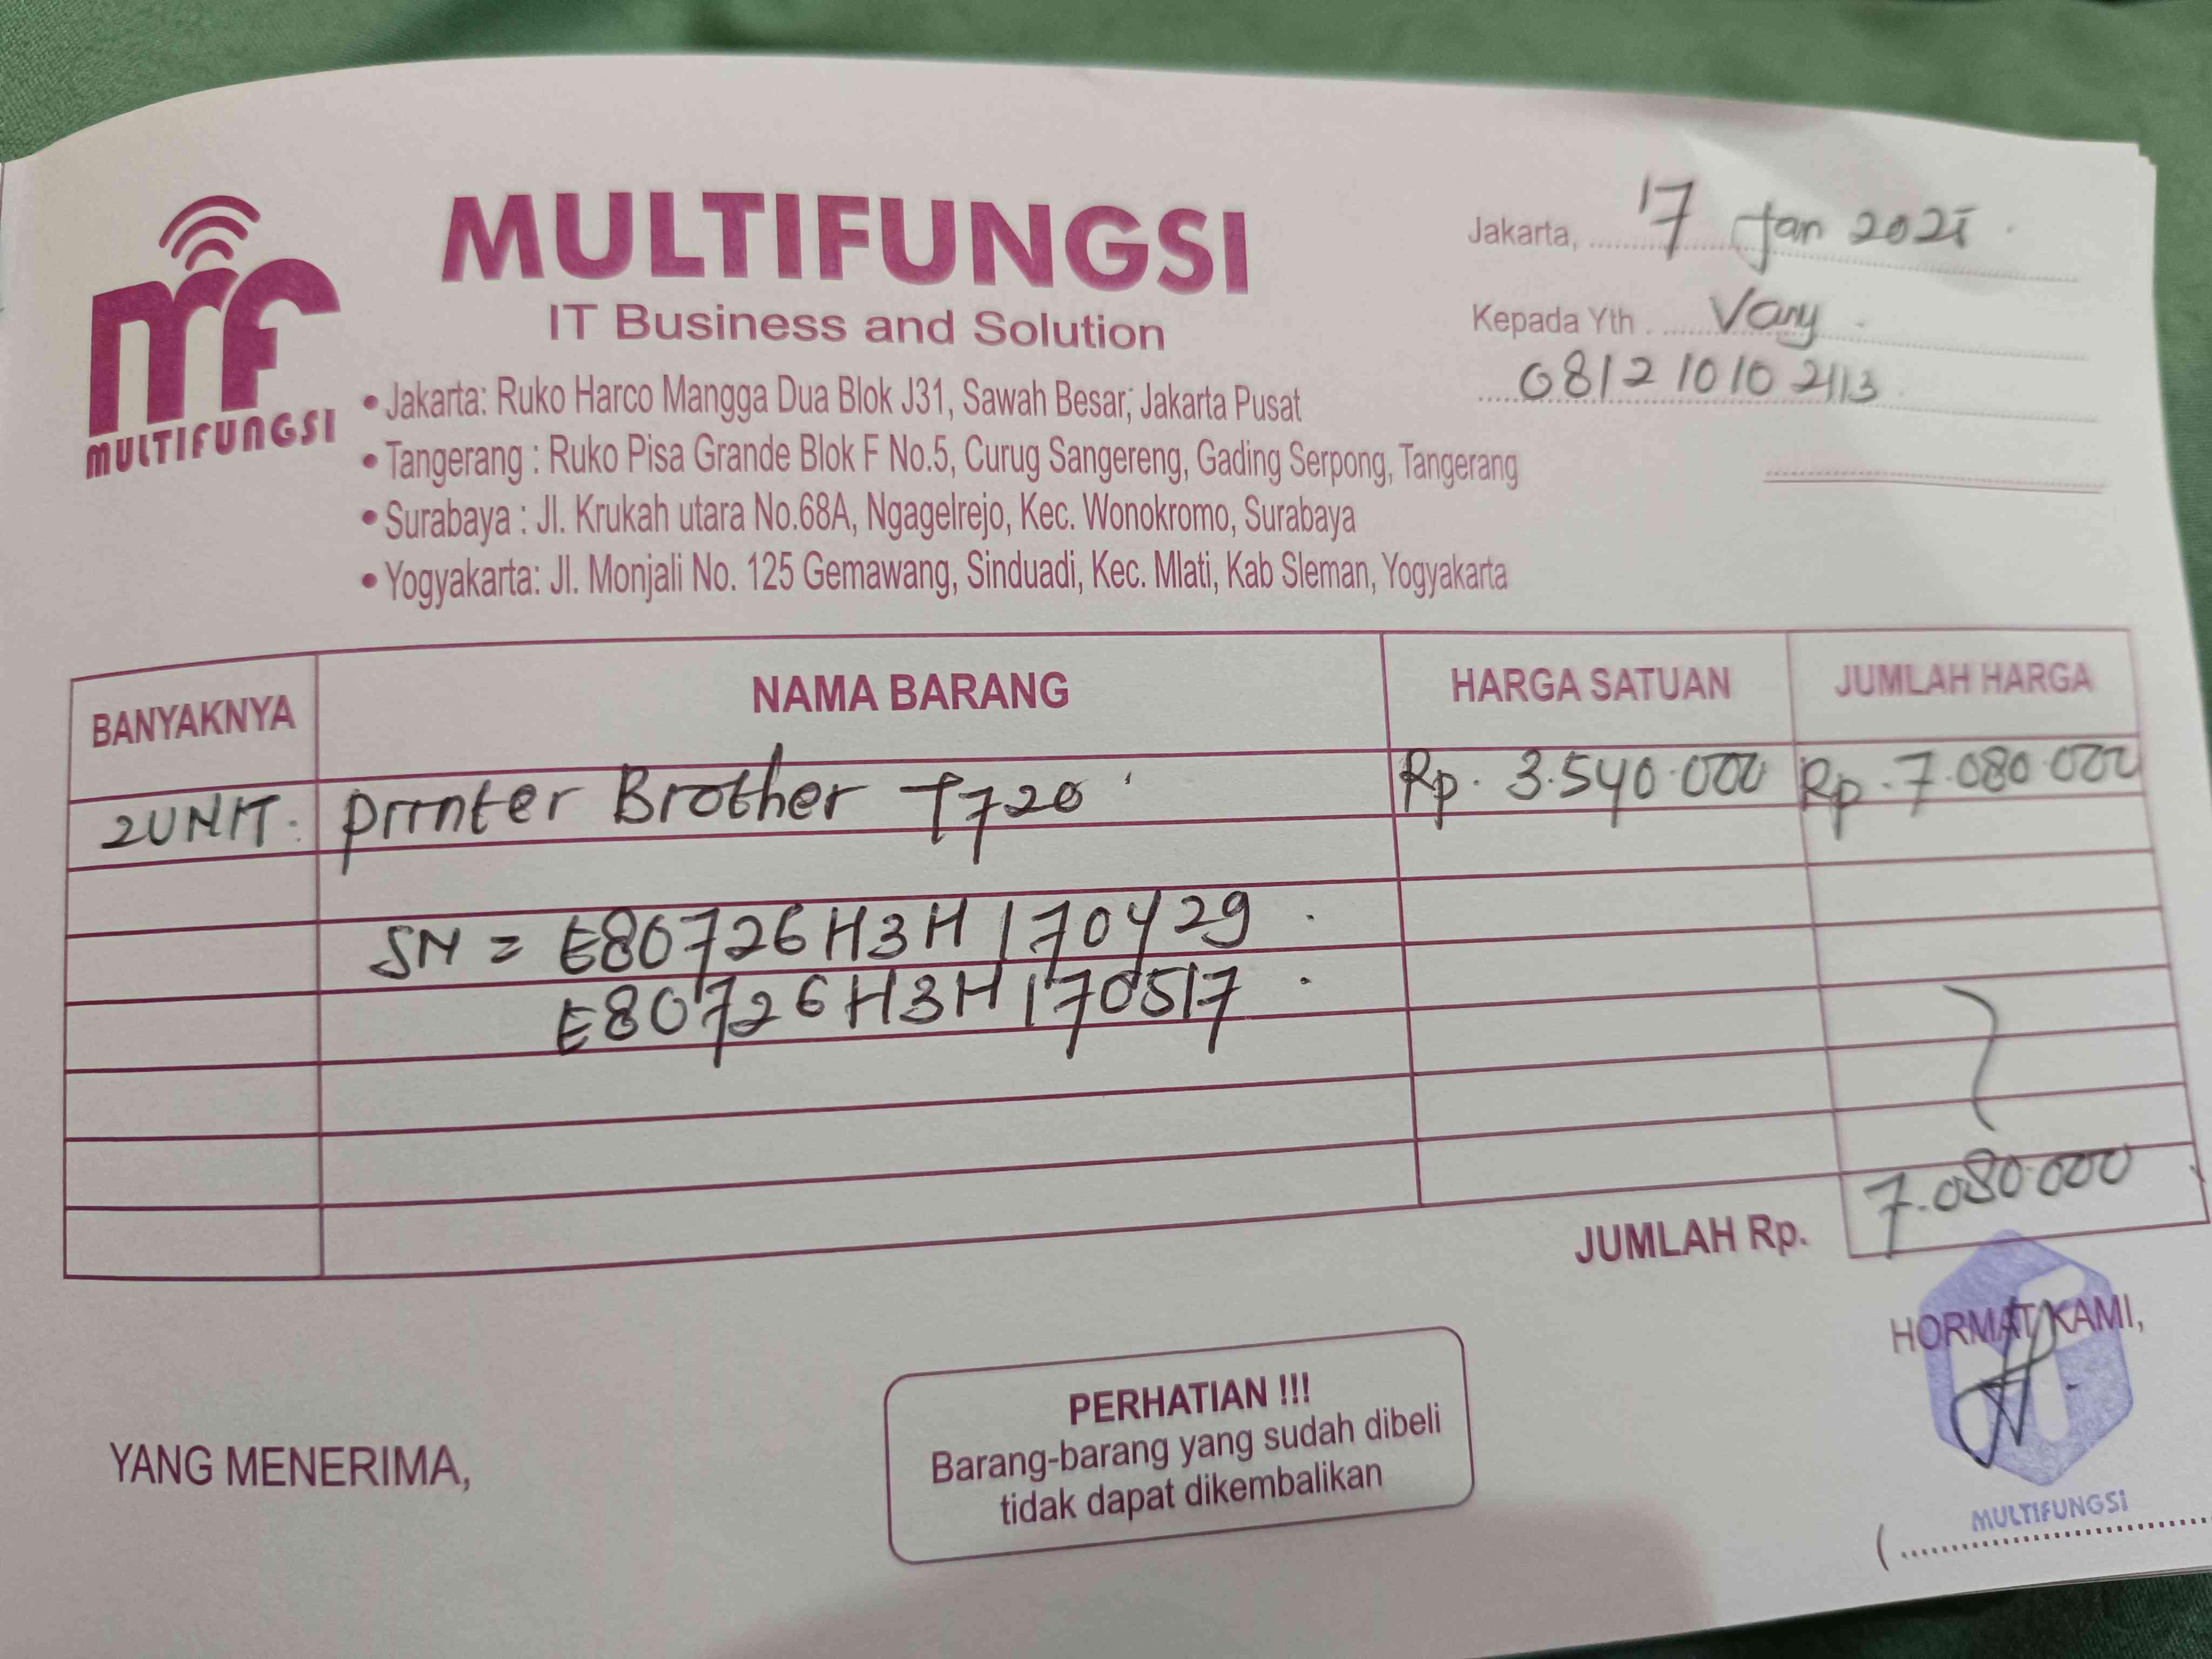 MULTIFUNGSI
IT Business and Solution
mf
MULTIFUNGSI
• Jakarta: Ruko Harco Mangga Dua Blok J31, Sawah Besar, Jakarta Pusat
• Tangerang : Ruko Pisa Grande Blok F No.5, Curug Sangereng, Gading Serpong, Tangerang
• Surabaya : Jl. Krukah utara No.68A, Ngagelrejo, Kec. Wonokromo, Surabaya
• Yogyakarta: Jl. Monjali No. 125 Gemawang, Sinduadi, Kec. Mlati, Kab Sleman, Yogyakarta
Jakarta, 17 Jan 2025
Kepada Yth. Vany
0812 1010 2113
BANYAKNYA NAMA BARANG HARGA SATUAN JUMLAH HARGA
2UNIT. Printer Brother T720 Rp. 3.540.000 Rp. 7.080.000
SN = E80726H3H170429
E80726H3H170517
JUMLAH Rp. 7.080.000
HORMAT KAMI,
MULTIFUNGSI
YANG MENERIMA,
PERHATIAN !!!
Barang-barang yang sudah dibeli
tidak dapat dikembalikan